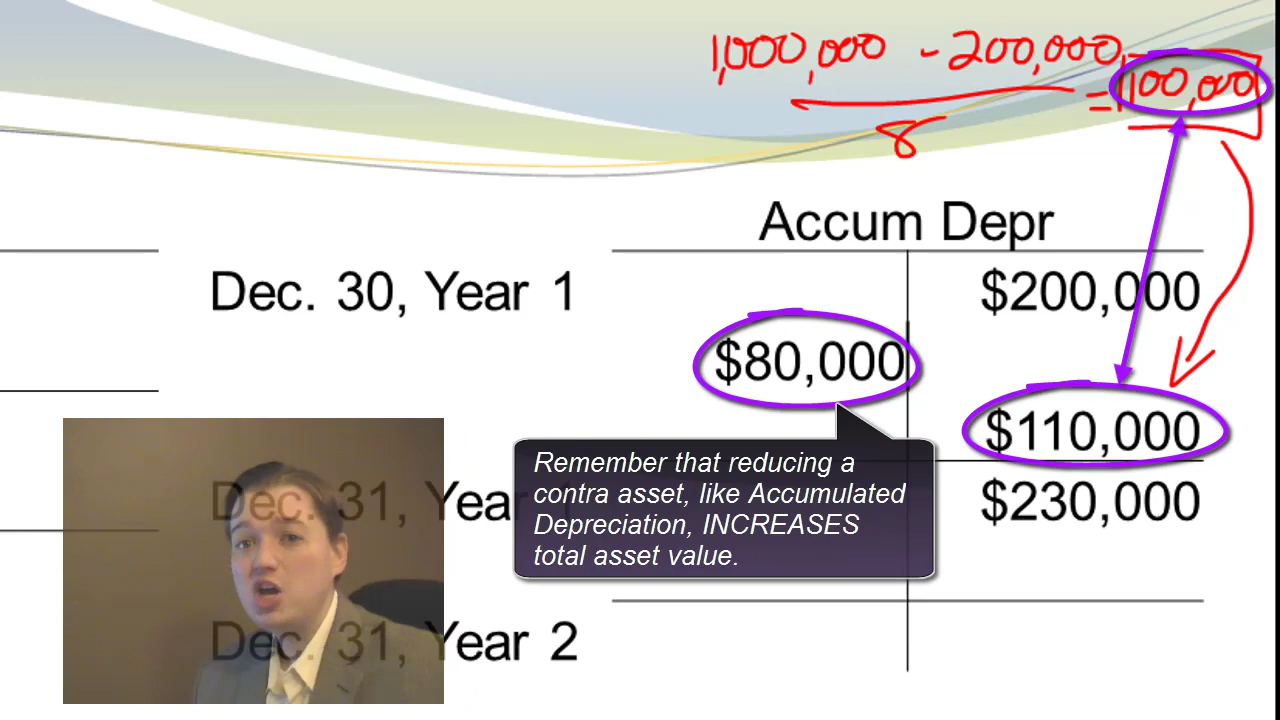 1,000,000 - 200,000
8
= 100,000
Accum Depr
Dec. 30, Year 1 $200,000
$80,000
$110,000
Dec. 31, Year 1 $230,000
Remember that reducing a
contra asset, like Accumulated
Depreciation, INCREASES
total asset value.
Dec. 31, Year 2